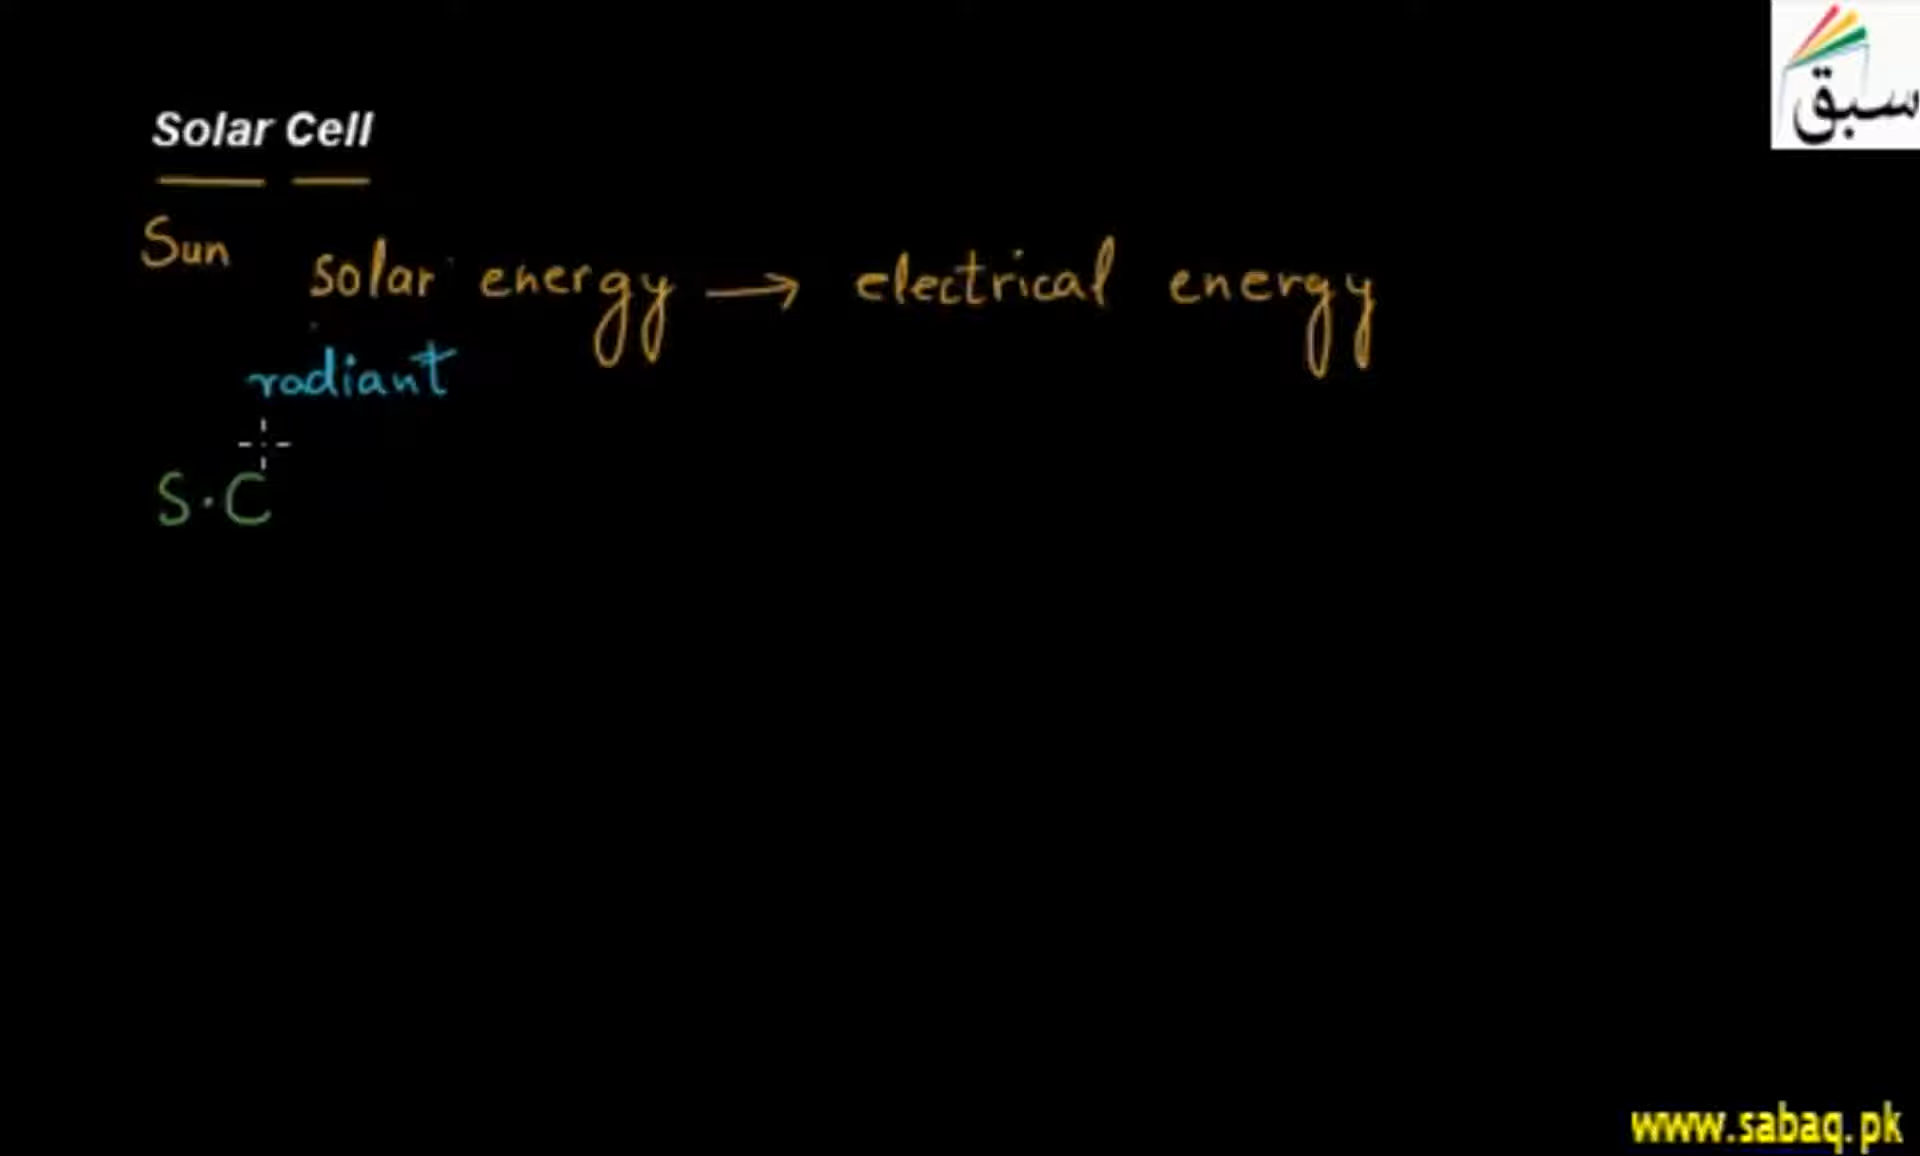 سبق
Solar Cell
Sun solar energy → electrical energy
radiant
S.C
www.sabaq.pk